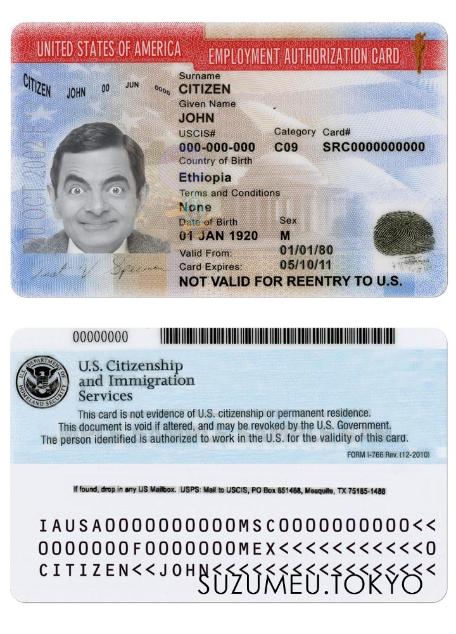 UNITED STATES OF AMERICA EMPLOYMENT AUTHORIZATION CARD
CITIZEN JOHN 00 JUN 0000
Surname
CITIZEN
Given Name
JOHN
USCIS# Category Card#
000-000-000 C09 SRC0000000000
Country of Birth
Ethiopia
Terms and Conditions
None
Date of Birth Sex
01 JAN 1920 M
Valid From: 01/01/80
Card Expires: 05/10/11
NOT VALID FOR REENTRY TO U.S.
00000000
U.S. Citizenship
and Immigration
Services
This card is not evidence of U.S. citizenship or permanent residence.
This document is void if altered, and may be revoked by the U.S. Government.
The person identified is authorized to work in the U.S. for the validity of this card.
FORM I-766 Rev. (12-2010)
If found, drop in any US Mailbox. USPS: Mail to USCIS, PO Box 651468, Mesquite, TX 75185-1468
IAUSA0000000000MSC0000000000<<
0000000F0000000MEX<<<<<<<<<<<0
CITIZEN<<JOHN<<<<<<<<<<<<<<<<<
SUZUMEU.TOKYO